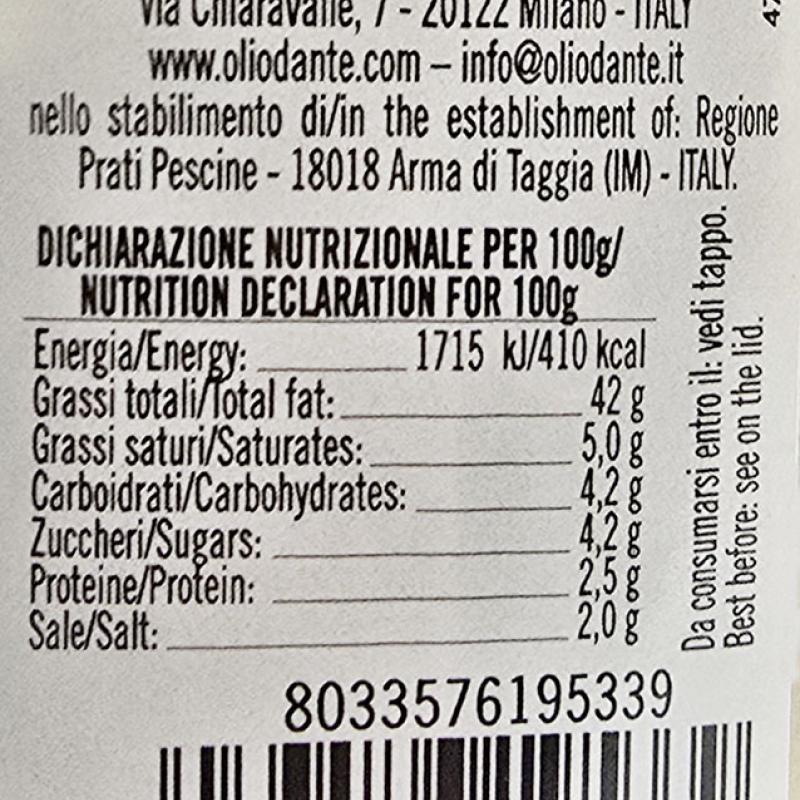 Via Chiaravalle, 7 - 20122 Milano - ITALY
www.oliodante.com – info@oliodante.it
nello stabilimento di/in the establishment of: Regione
Prati Pescine - 18018 Arma di Taggia (IM) - ITALY.
DICHIARAZIONE NUTRIZIONALE PER 100g/
NUTRITION DECLARATION FOR 100g
Energia/Energy: 1715 kJ/410 kcal
Grassi totali/Total fat: 42 g
Grassi saturi/Saturates: 5,0 g
Carboidrati/Carbohydrates: 4,2 g
Zuccheri/Sugars: 4,2 g
Proteine/Protein: 2,5 g
Sale/Salt: 2,0 g
Da consumarsi entro il: vedi tappo.
Best before: see on the lid.
8033576195339